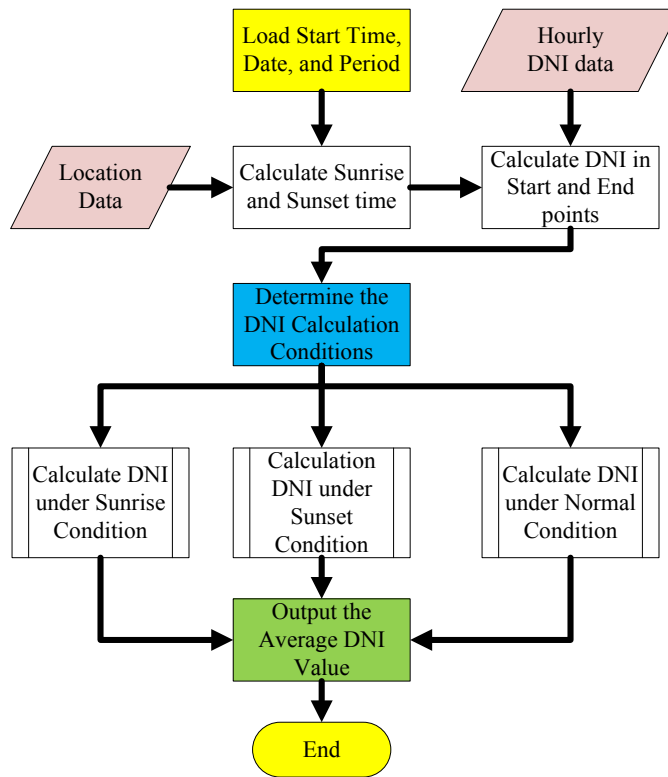 Load Start Time,
Date, and Period
Hourly
DNI data
Location
Data
Calculate Sunrise
and Sunset time
Calculate DNI in
Start and End
points
Determine the
DNI Calculation
Conditions
Calculate DNI
under Sunrise
Condition
Calculation
DNI under
Sunset
Condition
Calculate DNI
under Normal
Condition
Output the
Average DNI
Value
End